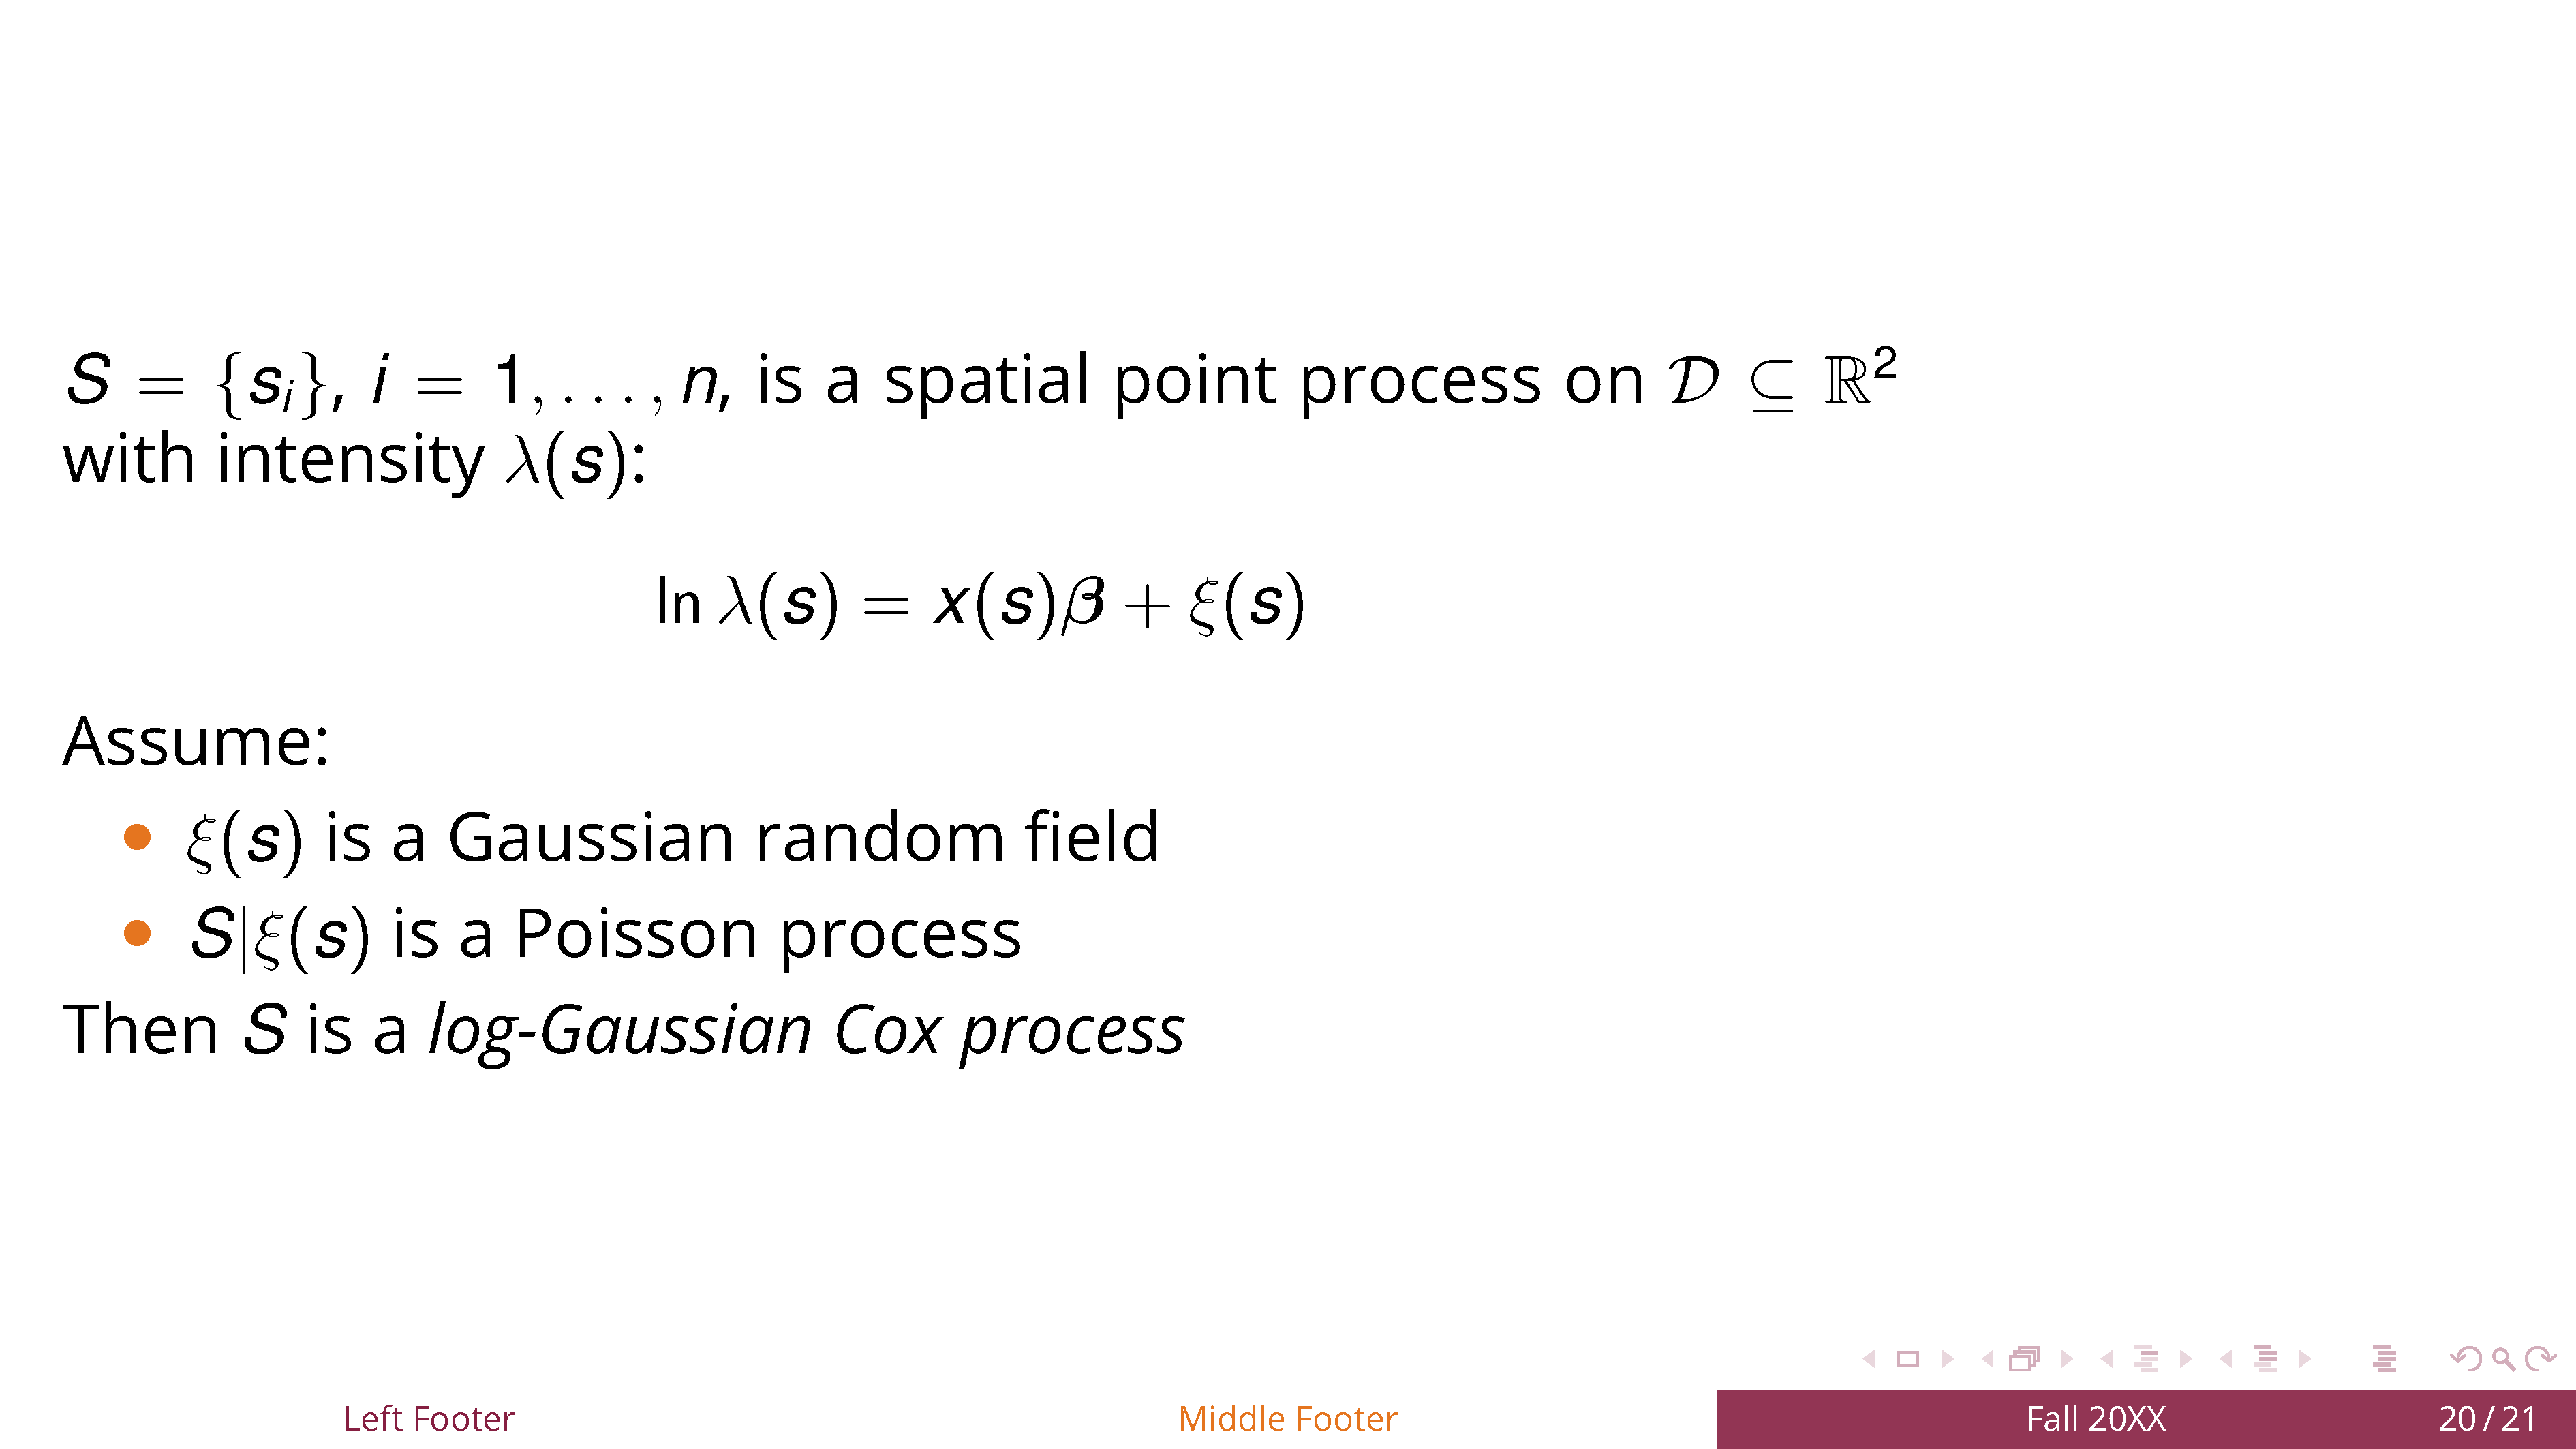 S = {sᵢ}, i = 1, . . . , n, is a spatial point process on 𝒟 ⊆ ℝ²
with intensity λ(s):
ln λ(s) = x(s)β + ξ(s)
Assume:
• ξ(s) is a Gaussian random field
• S|ξ(s) is a Poisson process
Then S is a log-Gaussian Cox process
Left Footer
Middle Footer
Fall 20XX
20 / 21